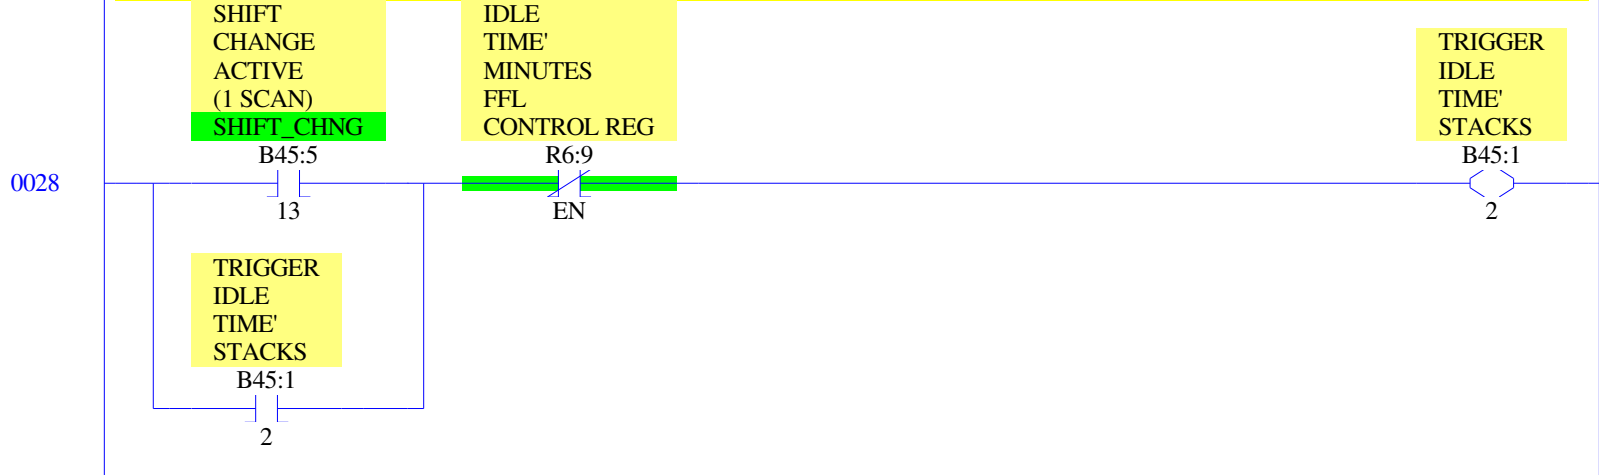 SHIFT
CHANGE
ACTIVE
(1 SCAN)
SHIFT_CHNG
B45:5
13
IDLE
TIME'
MINUTES
FFL
CONTROL REG
R6:9
EN
TRIGGER
IDLE
TIME'
STACKS
B45:1
2
0028
TRIGGER
IDLE
TIME'
STACKS
B45:1
2